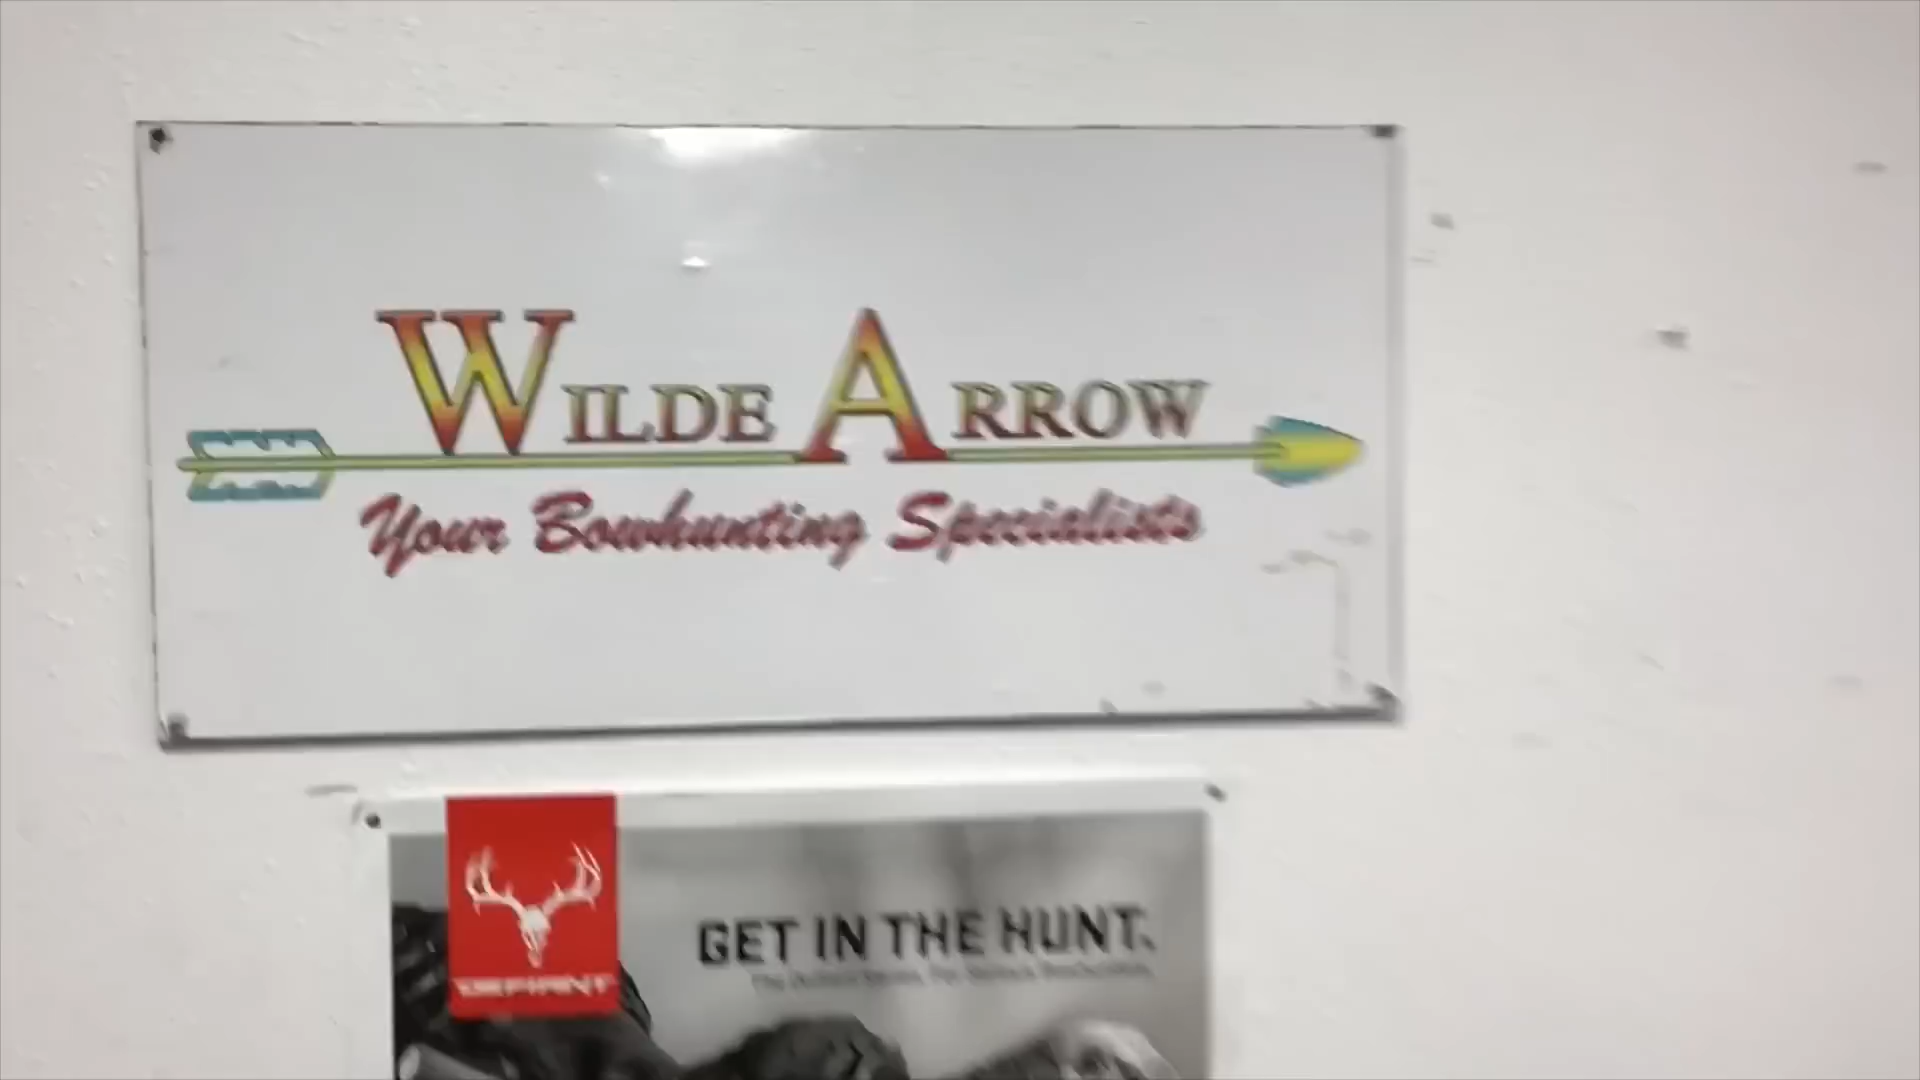 WILDE ARROW
Your Bowhunting Specialists
DEFIANT
GET IN THE HUNT.